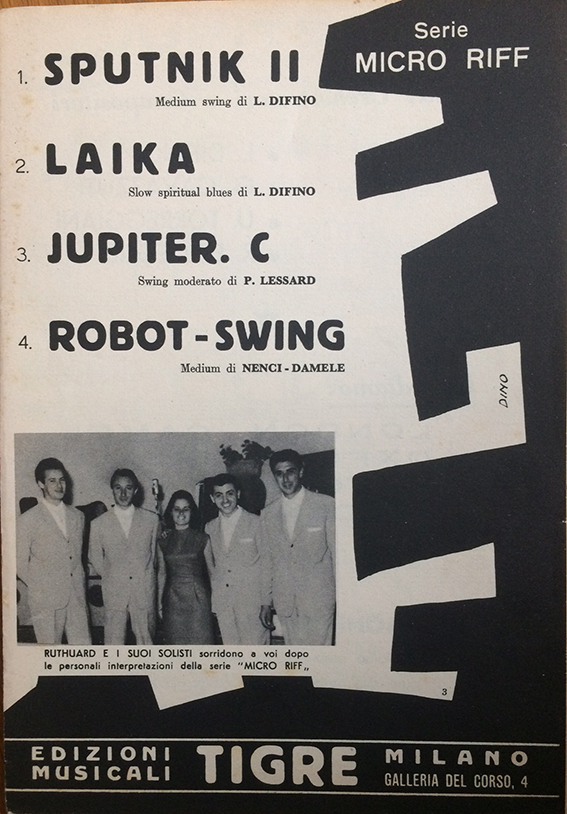 Serie
MICRO RIFF
1. SPUTNIK II
Medium swing di L. DIFINO
2. LAIKA
Slow spiritual blues di L. DIFINO
3. JUPITER. C
Swing moderato di P. LESSARD
4. ROBOT-SWING
Medium di NENCI-DAMELE
DINO
RUTHUARD E I SUOI SOLISTI sorridono a voi dopo
le personali interpretazioni della serie "MICRO RIFF„
3
EDIZIONI
MUSICALI
TIGRE
MILANO
GALLERIA DEL CORSO, 4